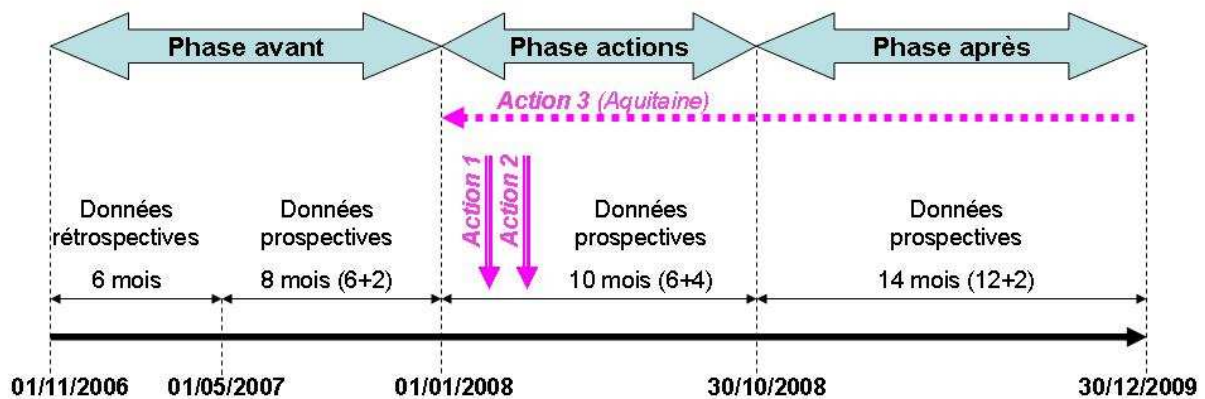 Phase avant
Phase actions
Phase après
Action 3 (Aquitaine)
Action 1
Action 2
Données
rétrospectives
6 mois
Données
prospectives
8 mois (6+2)
Données
prospectives
10 mois (6+4)
Données
prospectives
14 mois (12+2)
01/11/2006
01/05/2007
01/01/2008
30/10/2008
30/12/2009